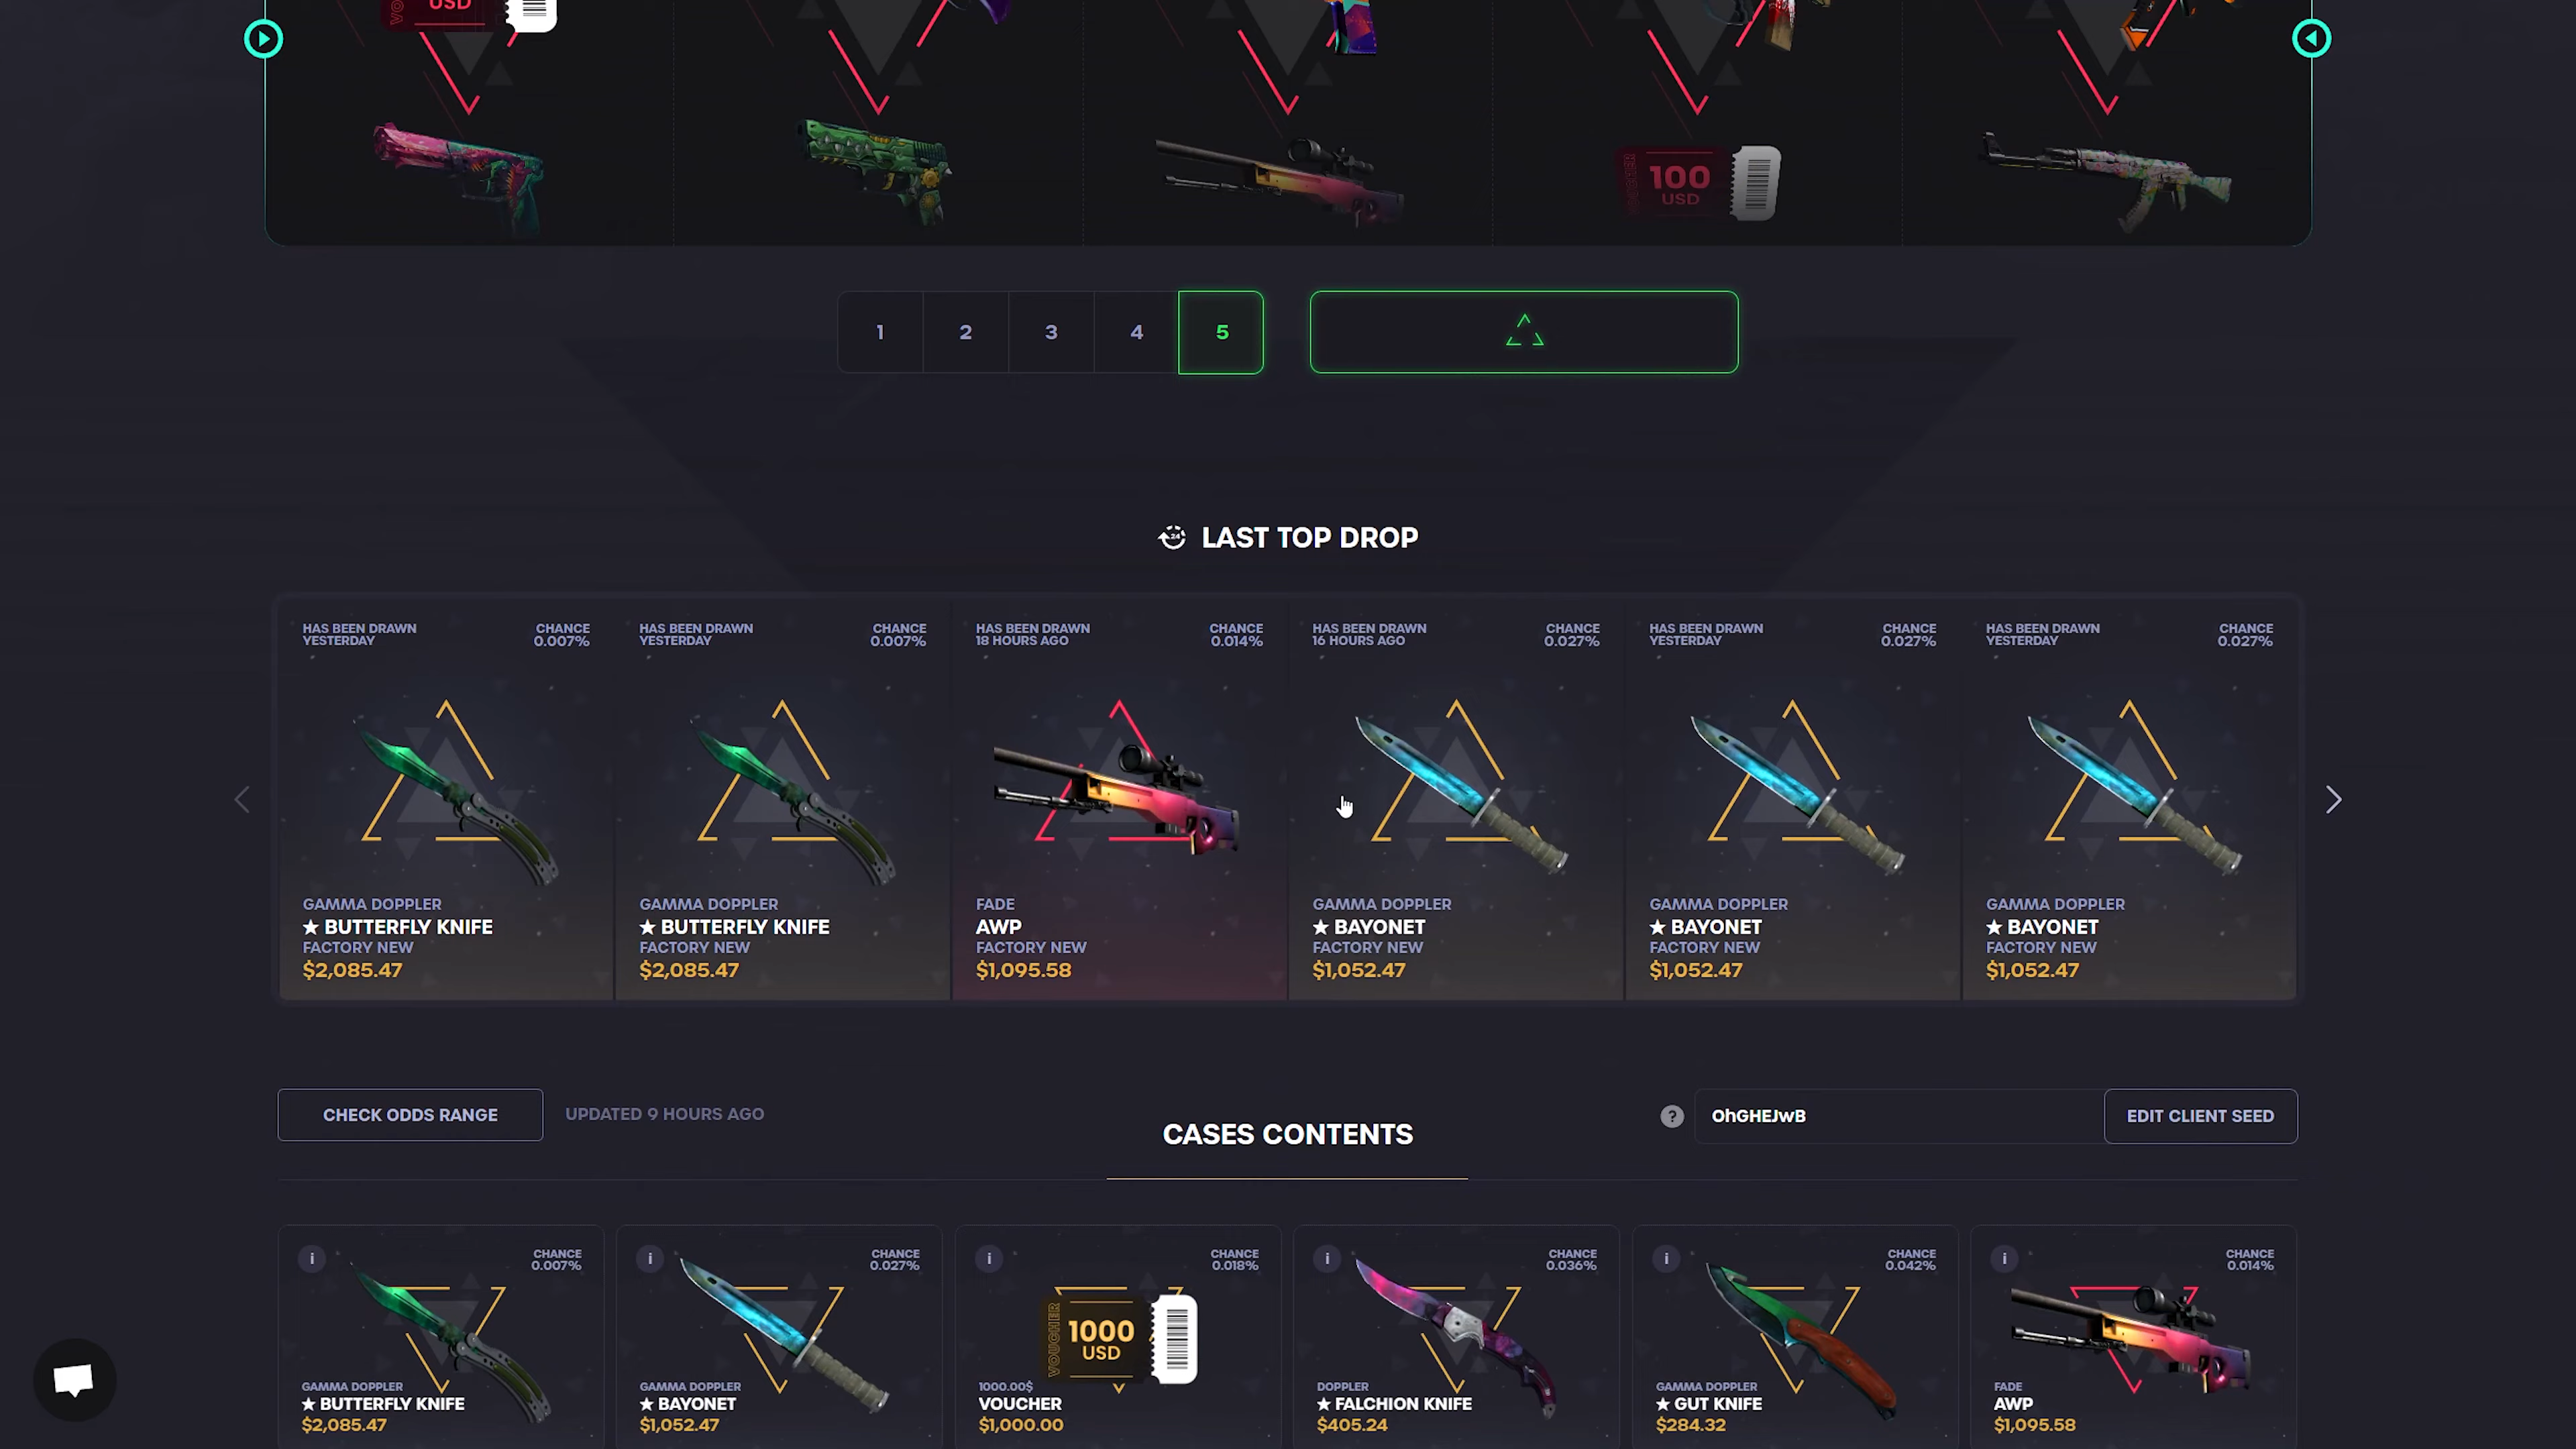 USD
100
USD
1 2 3 4 5
LAST TOP DROP
HAS BEEN DRAWN
YESTERDAY
CHANCE
0.007%
GAMMA DOPPLER
★ BUTTERFLY KNIFE
FACTORY NEW
$2,085.47
HAS BEEN DRAWN
YESTERDAY
CHANCE
0.007%
GAMMA DOPPLER
★ BUTTERFLY KNIFE
FACTORY NEW
$2,085.47
HAS BEEN DRAWN
18 HOURS AGO
CHANCE
0.014%
FADE
AWP
FACTORY NEW
$1,095.58
HAS BEEN DRAWN
16 HOURS AGO
CHANCE
0.027%
GAMMA DOPPLER
★ BAYONET
FACTORY NEW
$1,052.47
HAS BEEN DRAWN
YESTERDAY
CHANCE
0.027%
GAMMA DOPPLER
★ BAYONET
FACTORY NEW
$1,052.47
HAS BEEN DRAWN
YESTERDAY
CHANCE
0.027%
GAMMA DOPPLER
★ BAYONET
FACTORY NEW
$1,052.47
CHECK ODDS RANGE
UPDATED 9 HOURS AGO
CASES CONTENTS
?
OhGHEJwB
EDIT CLIENT SEED
i
CHANCE
0.007%
GAMMA DOPPLER
★ BUTTERFLY KNIFE
$2,085.47
i
CHANCE
0.027%
GAMMA DOPPLER
★ BAYONET
$1,052.47
i
CHANCE
0.018%
VOUCHER
1000
USD
1000.00$
VOUCHER
$1,000.00
i
CHANCE
0.036%
DOPPLER
★ FALCHION KNIFE
$405.24
i
CHANCE
0.042%
GAMMA DOPPLER
★ GUT KNIFE
$284.32
i
CHANCE
0.014%
FADE
AWP
$1,095.58